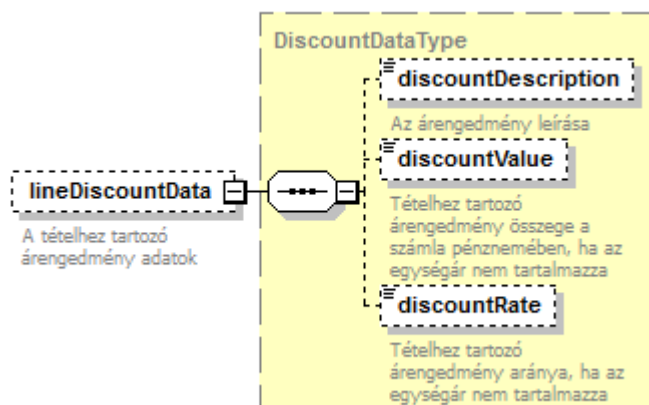 DiscountDataType
discountDescription
Az árengedmény leírása
discountValue
Tételhez tartozó
árengedmény összege a
számla pénznemében, ha az
egységár nem tartalmazza
lineDiscountData
A tételhez tartozó
árengedmény adatok
discountRate
Tételhez tartozó
árengedmény aránya, ha az
egységár nem tartalmazza